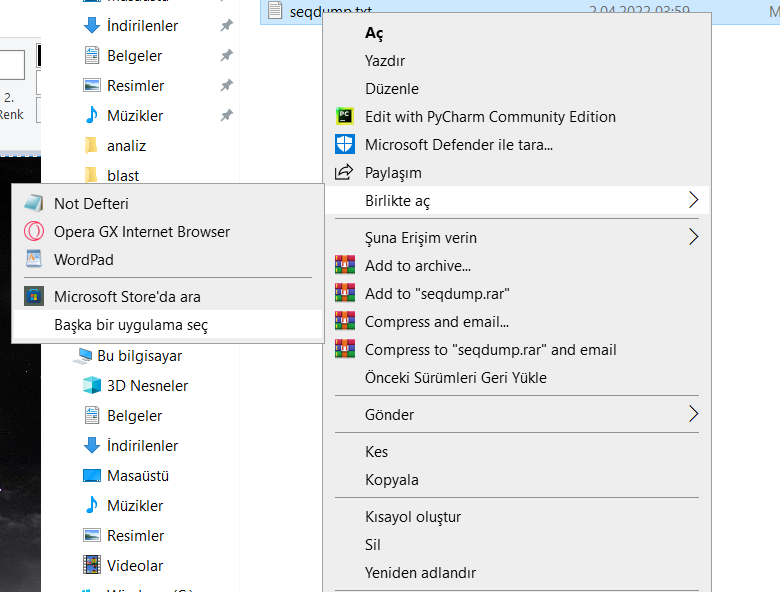 seqdump.txt
2.04.2022 03:59
M
İndirilenler
Belgeler
Resimler
Müzikler
analiz
blast
2.
Renk
Aç
Yazdır
Düzenle
Edit with PyCharm Community Edition
Microsoft Defender ile tara...
Paylaşım
Birlikte aç
Şuna Erişim verin
Add to archive...
Add to "seqdump.rar"
Compress and email...
Compress to "seqdump.rar" and email
Önceki Sürümleri Geri Yükle
Gönder
Kes
Kopyala
Kısayol oluştur
Sil
Yeniden adlandır
Not Defteri
Opera GX Internet Browser
WordPad
Microsoft Store'da ara
Başka bir uygulama seç
Bu bilgisayar
3D Nesneler
Belgeler
İndirilenler
Masaüstü
Müzikler
Resimler
Videolar